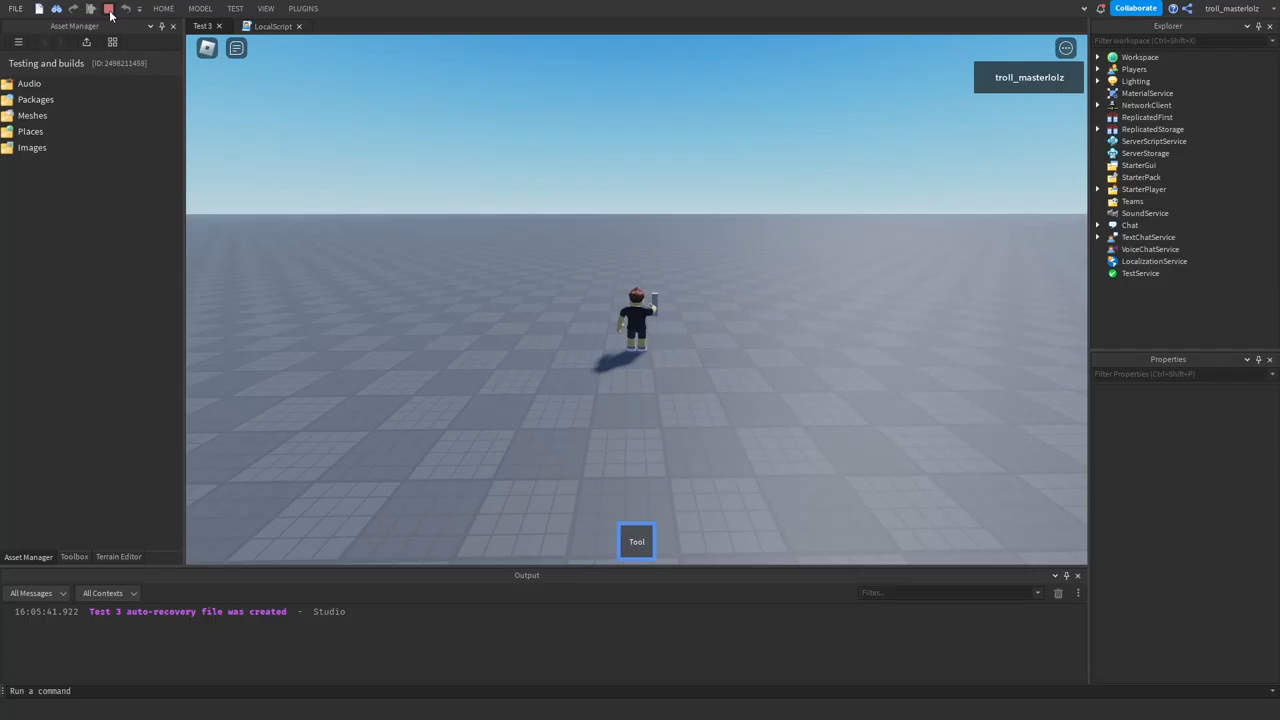 FILE HOME MODEL TEST VIEW PLUGINS Collaborate troll_masterlolz
Asset Manager
Test 3
LocalScript
Explorer
Filter workspace (Ctrl+Shift+X)
Testing and builds [ID:2498211459]
Audio
Packages
Meshes
Places
Images
troll_masterlolz
Tool
Workspace
Players
Lighting
MaterialService
NetworkClient
ReplicatedFirst
ReplicatedStorage
ServerScriptService
ServerStorage
StarterGui
StarterPack
StarterPlayer
Teams
SoundService
Chat
TextChatService
VoiceChatService
LocalizationService
TestService
Properties
Filter Properties (Ctrl+Shift+P)
Asset Manager Toolbox Terrain Editor
Output
All Messages All Contexts Filter...
16:05:41.922 Test 3 auto-recovery file was created - Studio
Run a command